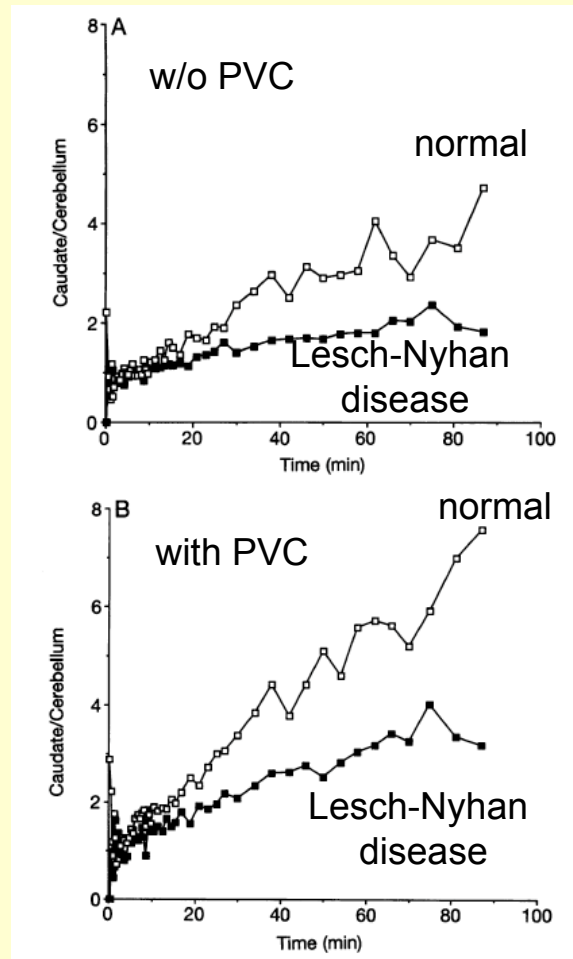 A
w/o PVC
normal
Caudate/Cerebellum
8
6
4
2
0
Lesch-Nyhan
disease
0 20 40 60 80 100
Time (min)
B
with PVC
normal
Caudate/Cerebellum
8
6
4
2
0
Lesch-Nyhan
disease
0 20 40 60 80 100
Time (min)